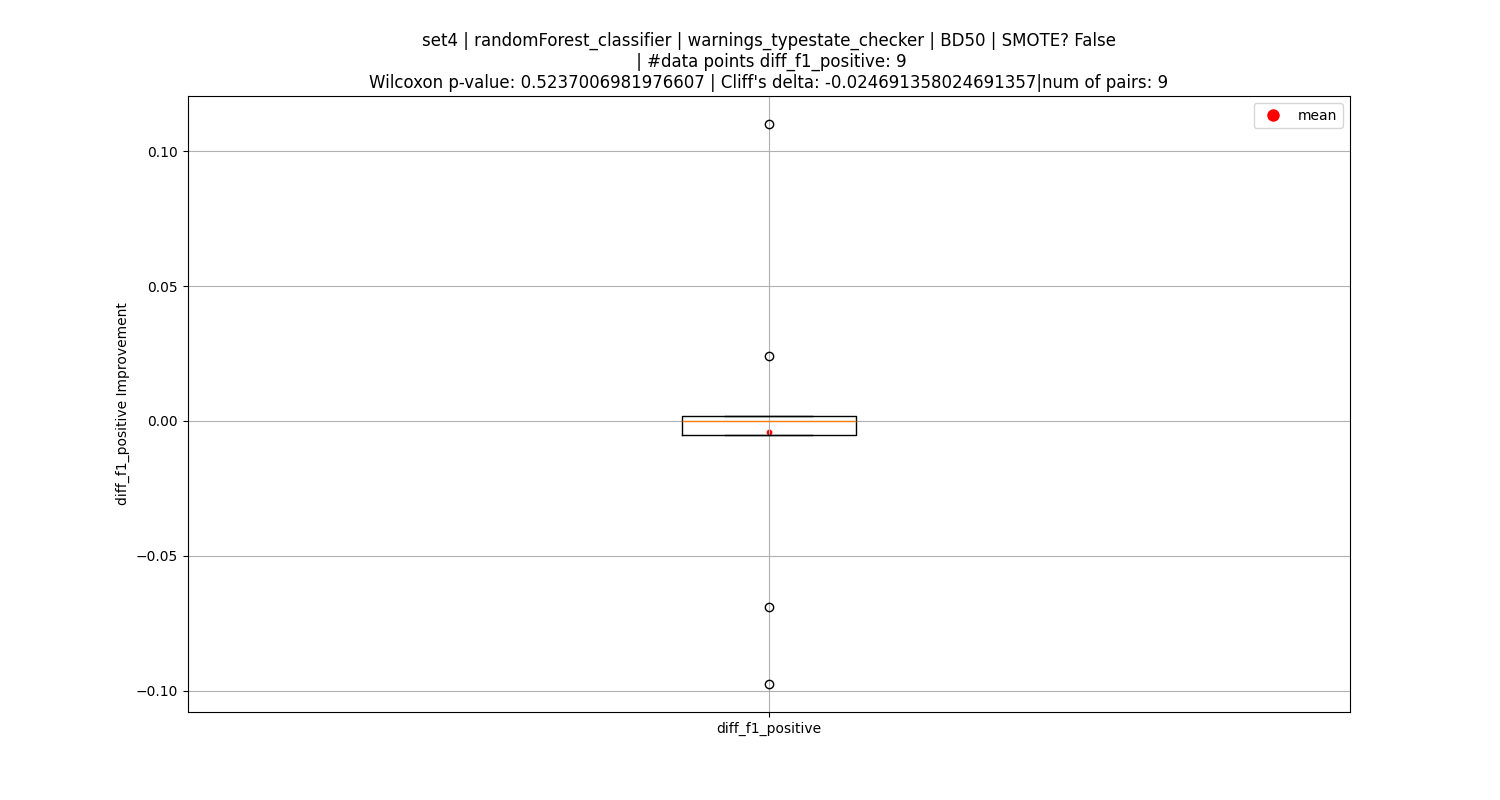 set4 | randomForest_classifier | warnings_typestate_checker | BD50 | SMOTE? False
| #data points diff_f1_positive: 9
Wilcoxon p-value: 0.5237006981976607 | Cliff's delta: -0.024691358024691357|num of pairs: 9
mean
0.10
0.05
0.00
−0.05
−0.10
diff_f1_positive Improvement
diff_f1_positive